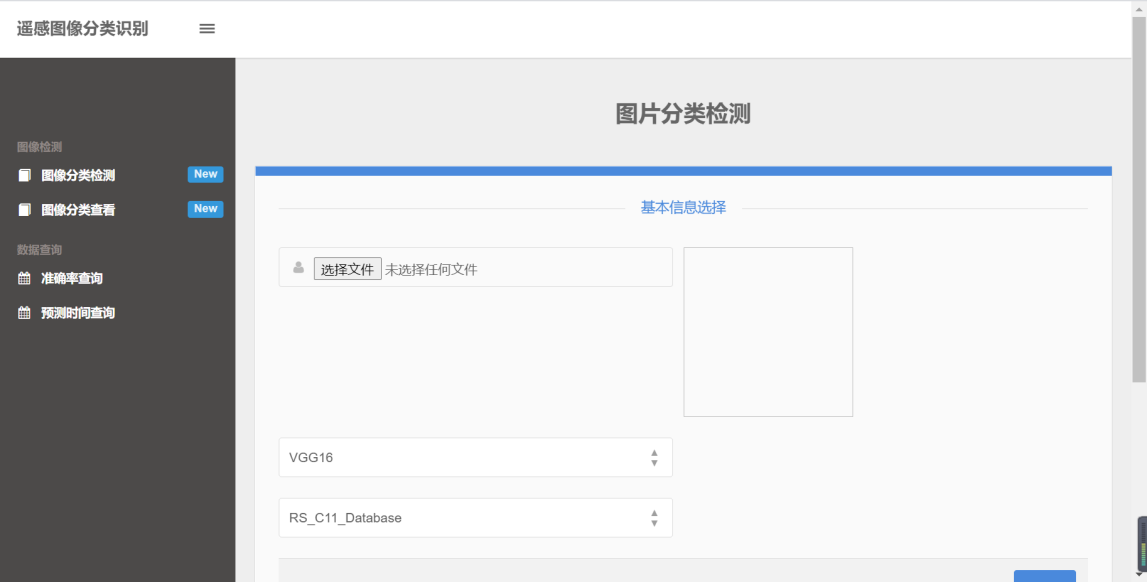 遥感图像分类识别
图片分类检测
图像检测
图像分类检测 New
图像分类查看 New
数据查询
准确率查询
预测时间查询
基本信息选择
选择文件 未选择任何文件
VGG16
RS_C11_Database